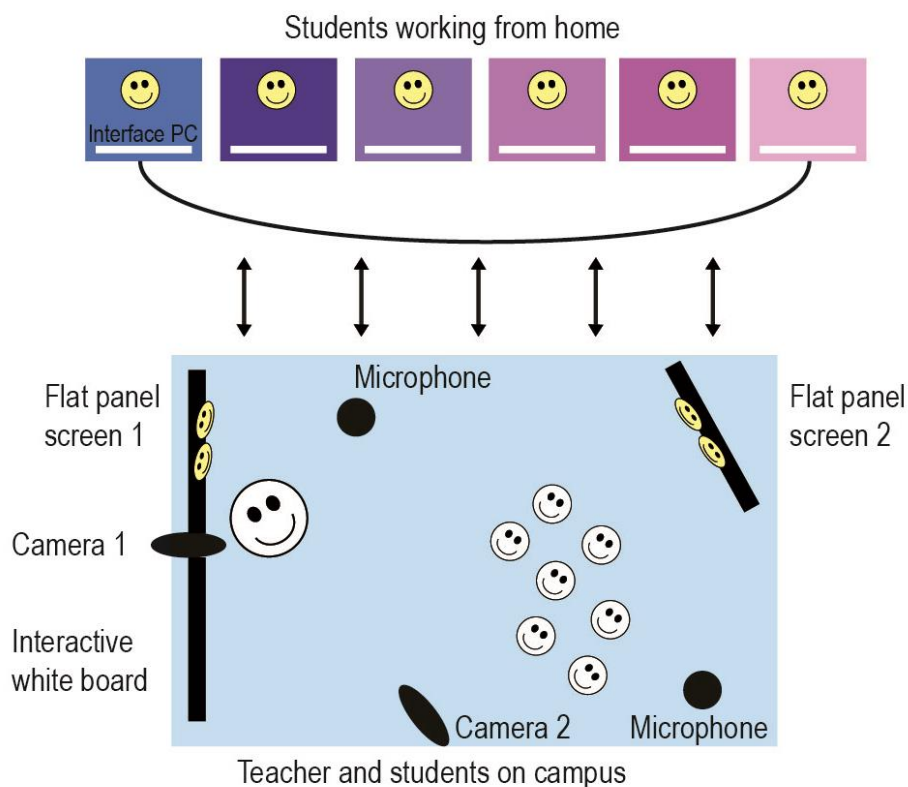 Students working from home
Interface PC
Microphone
Flat panel
screen 1
Flat panel
screen 2
Camera 1
Interactive
white board
Camera 2
Microphone
Teacher and students on campus